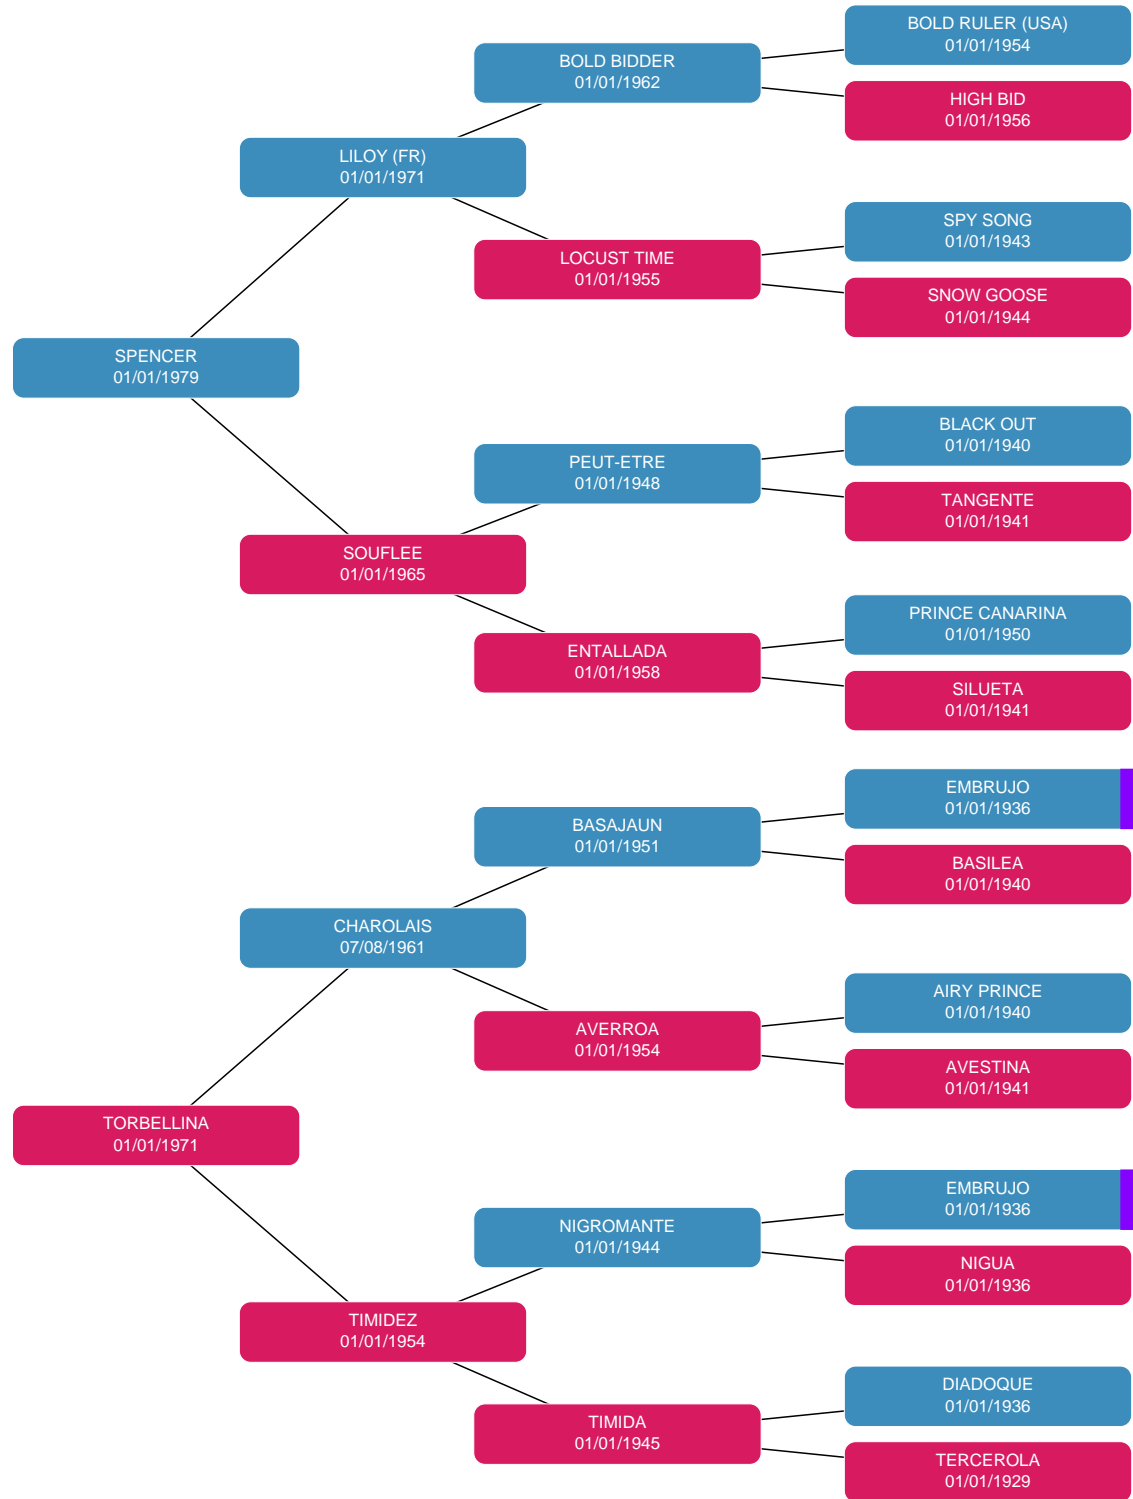 BOLD RULER (USA)
01/01/1954
BOLD BIDDER
01/01/1962
HIGH BID
01/01/1956
LILOY (FR)
01/01/1971
SPY SONG
01/01/1943
LOCUST TIME
01/01/1955
SNOW GOOSE
01/01/1944
SPENCER
01/01/1979
BLACK OUT
01/01/1940
PEUT-ETRE
01/01/1948
TANGENTE
01/01/1941
SOUFLEE
01/01/1965
PRINCE CANARINA
01/01/1950
ENTALLADA
01/01/1958
SILUETA
01/01/1941
EMBRUJO
01/01/1936
BASAJAUN
01/01/1951
BASILEA
01/01/1940
CHAROLAIS
07/08/1961
AIRY PRINCE
01/01/1940
AVERROA
01/01/1954
AVESTINA
01/01/1941
TORBELLINA
01/01/1971
EMBRUJO
01/01/1936
NIGROMANTE
01/01/1944
NIGUA
01/01/1936
TIMIDEZ
01/01/1954
DIADOQUE
01/01/1936
TIMIDA
01/01/1945
TERCEROLA
01/01/1929